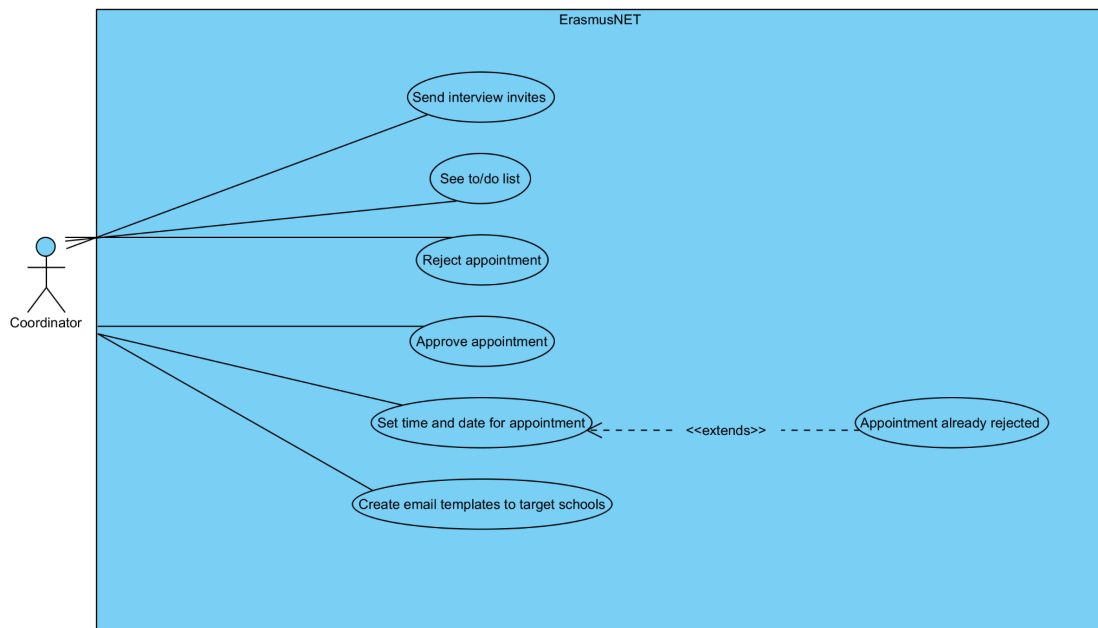 ErasmusNET
Send interview invites
See to/do list
Reject appointment
Coordinator
Approve appointment
Set time and date for appointment
<<extends>>
Appointment already rejected
Create email templates to target schools